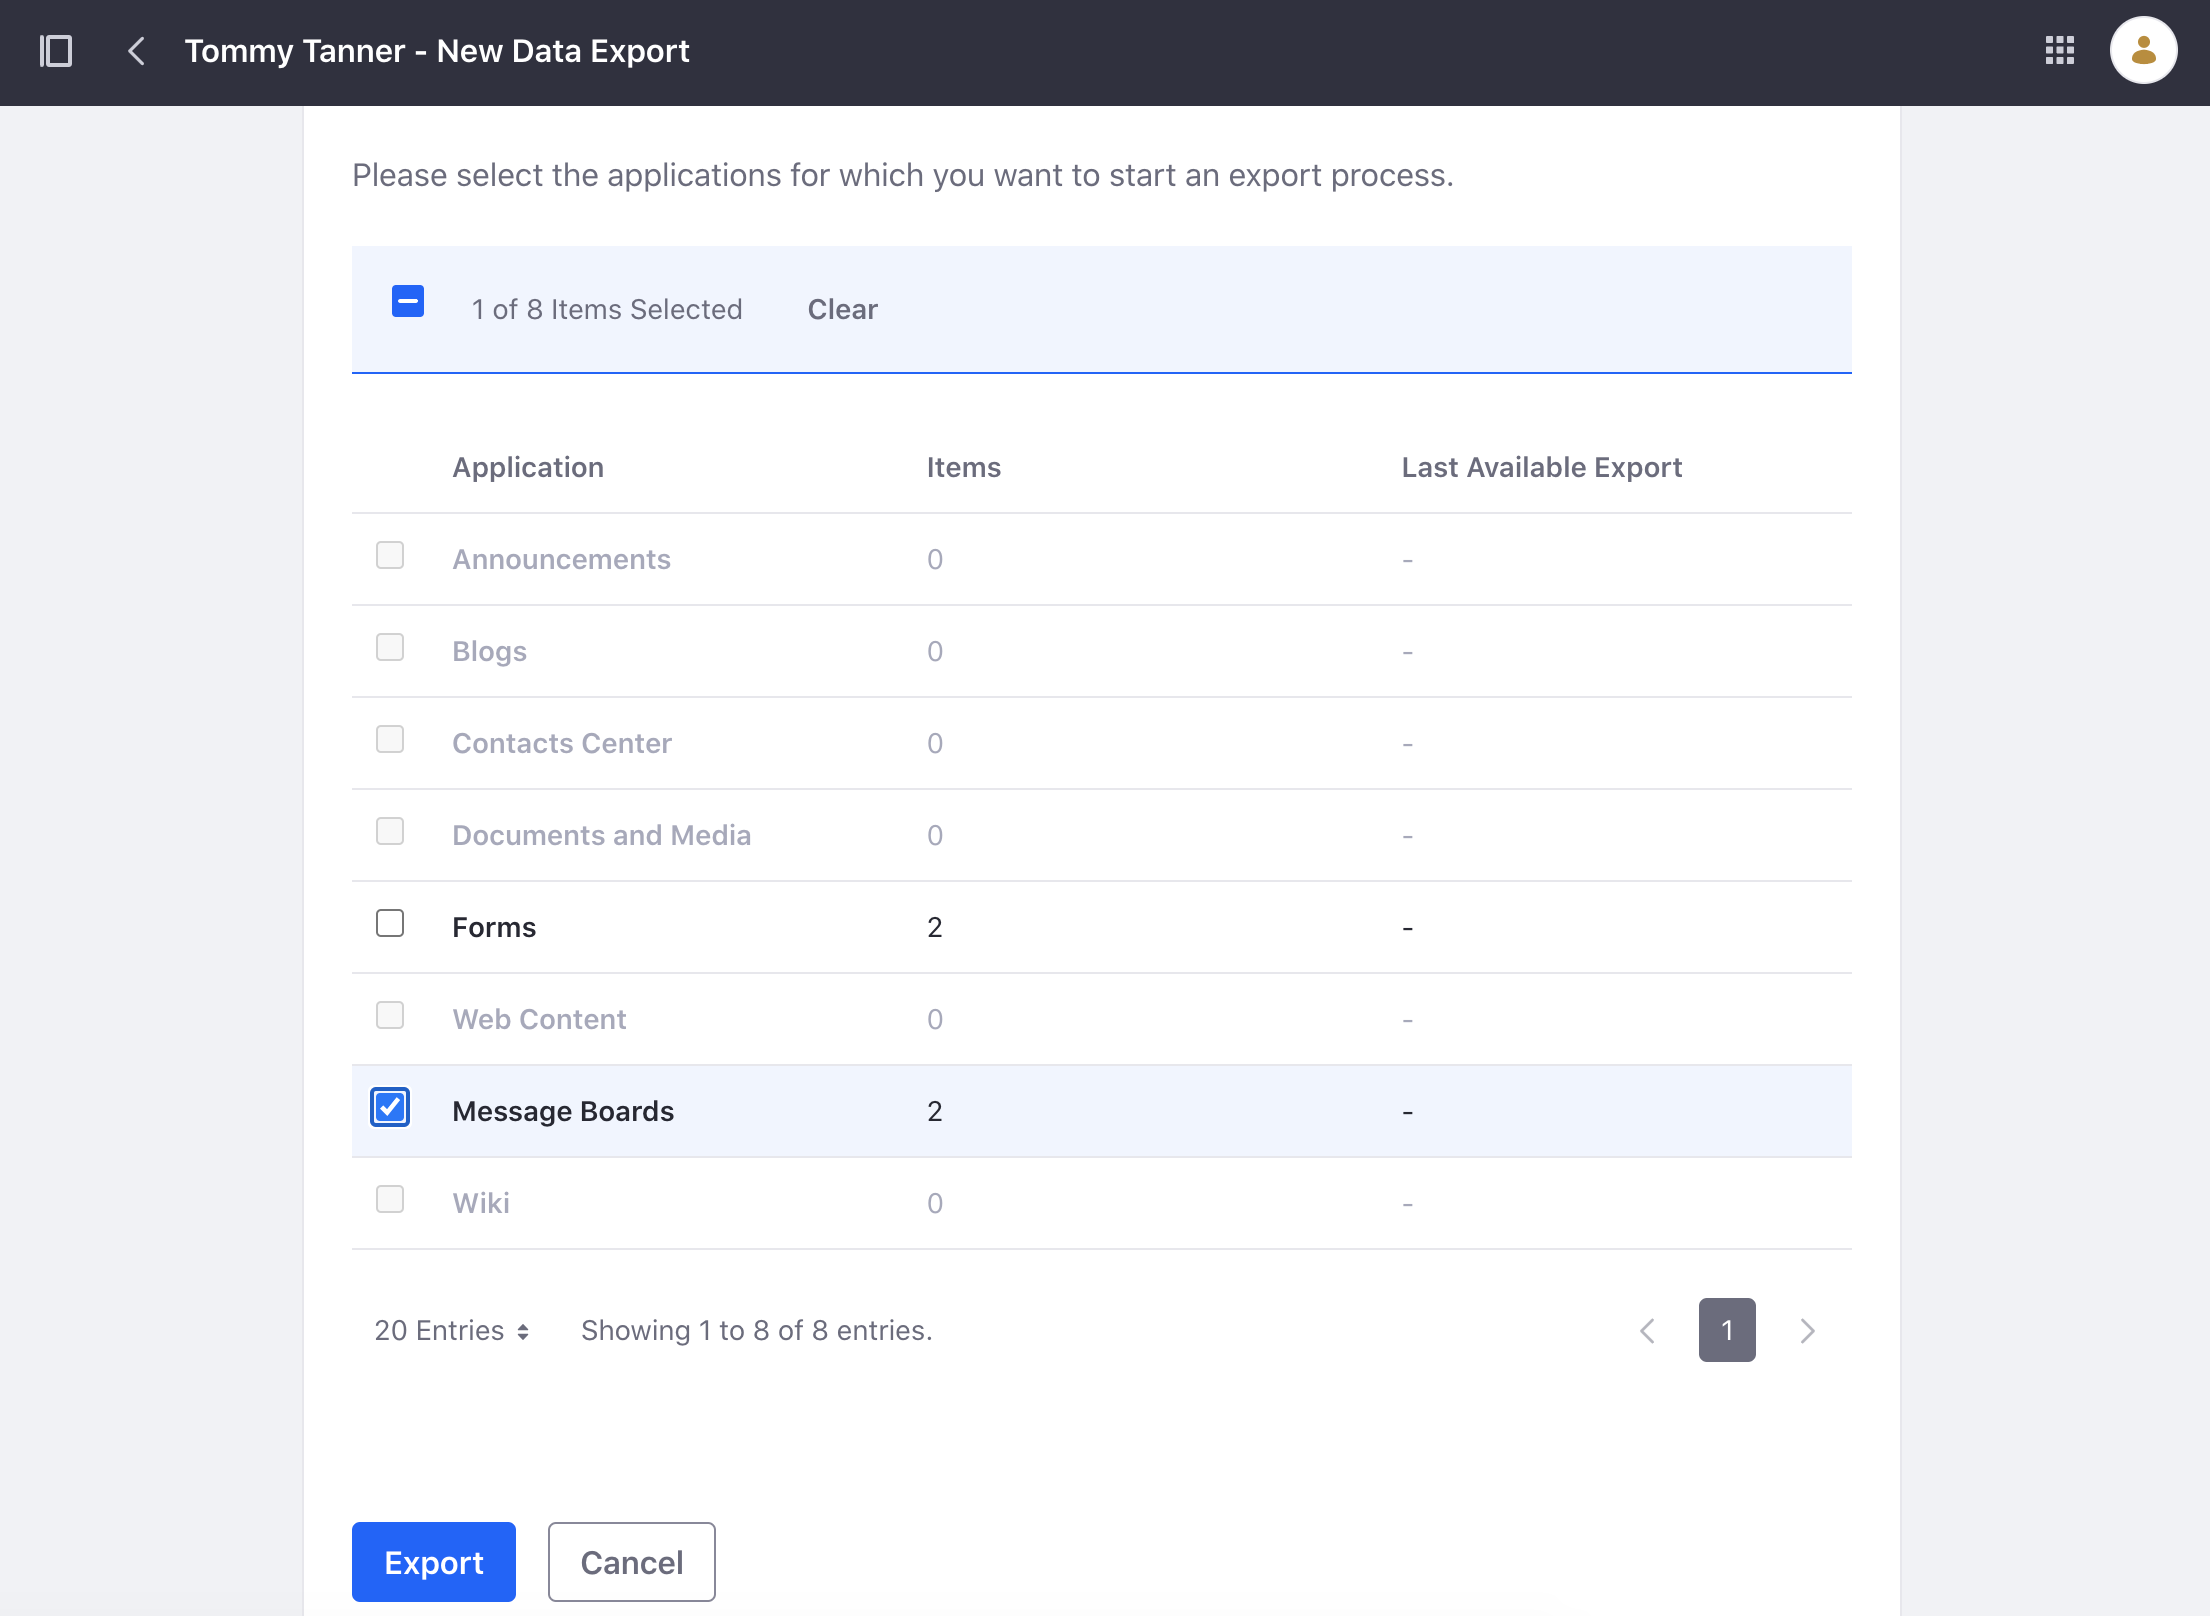 Tommy Tanner - New Data Export
Please select the applications for which you want to start an export process.
1 of 8 Items Selected Clear
Application Items Last Available Export
Announcements 0 -
Blogs 0 -
Contacts Center 0 -
Documents and Media 0 -
Forms 2 -
Web Content 0 -
Message Boards 2 -
Wiki 0 -
20 Entries Showing 1 to 8 of 8 entries. 1
Export Cancel